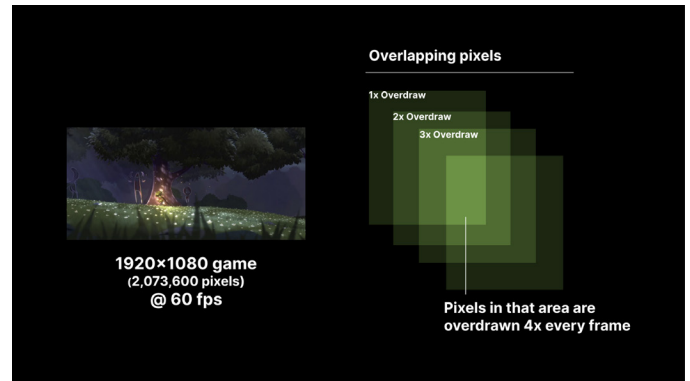 Overlapping pixels
1x Overdraw
2x Overdraw
3x Overdraw
1920×1080 game
(2,073,600 pixels)
@ 60 fps
Pixels in that area are
overdrawn 4x every frame